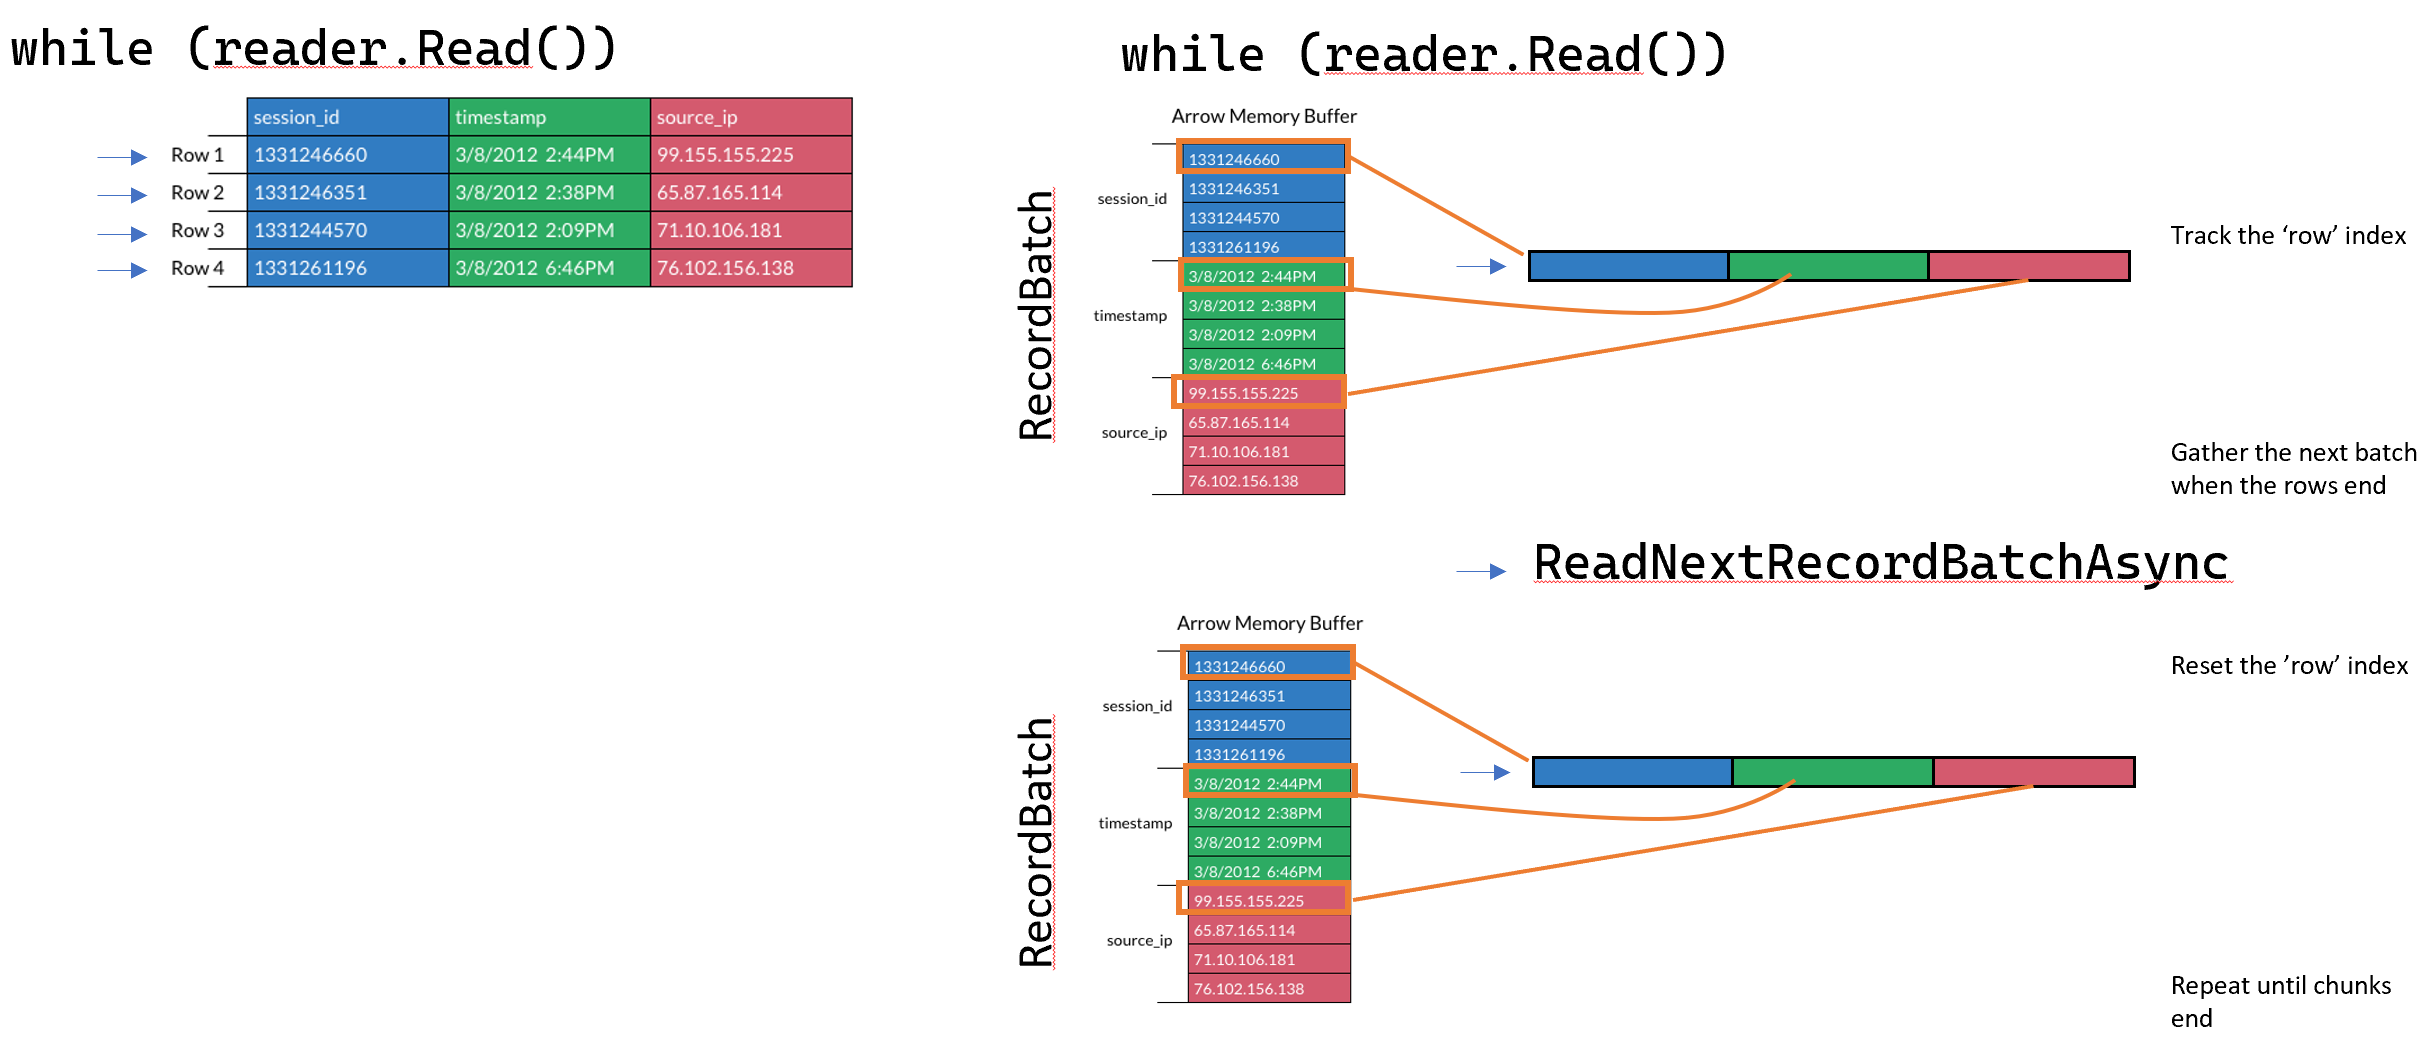 while (reader.Read())
session_id timestamp source_ip
Row 1 1331246660 3/8/2012 2:44PM 99.155.155.225
Row 2 1331246351 3/8/2012 2:38PM 65.87.165.114
Row 3 1331244570 3/8/2012 2:09PM 71.10.106.181
Row 4 1331261196 3/8/2012 6:46PM 76.102.156.138
while (reader.Read())
Arrow Memory Buffer
RecordBatch
session_id
1331246660
1331246351
1331244570
1331261196
timestamp
3/8/2012 2:44PM
3/8/2012 2:38PM
3/8/2012 2:09PM
3/8/2012 6:46PM
source_ip
99.155.155.225
65.87.165.114
71.10.106.181
76.102.156.138
Track the ‘row’ index
Gather the next batch
when the rows end
ReadNextRecordBatchAsync
Arrow Memory Buffer
RecordBatch
session_id
1331246660
1331246351
1331244570
1331261196
timestamp
3/8/2012 2:44PM
3/8/2012 2:38PM
3/8/2012 2:09PM
3/8/2012 6:46PM
source_ip
99.155.155.225
65.87.165.114
71.10.106.181
76.102.156.138
Reset the ’row’ index
Repeat until chunks
end